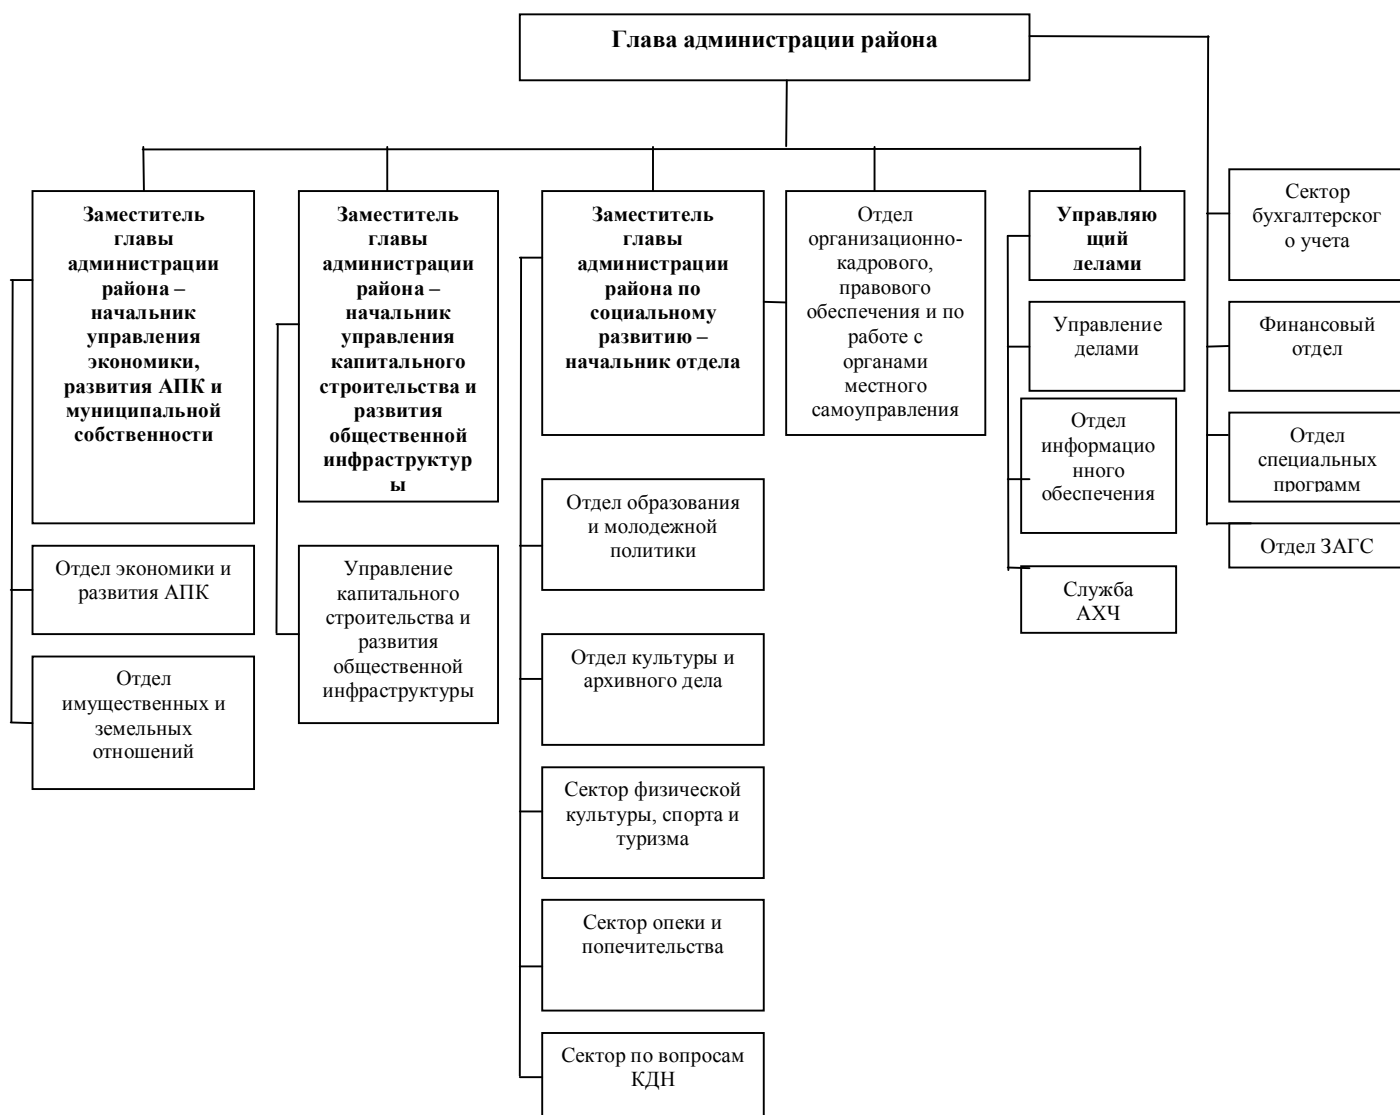 Глава администрации района
Заместитель
главы
администрации
района –
начальник
управления
экономики,
развития АПК и
муниципальной
собственности
Отдел экономики и
развития АПК
Отдел
имущественных и
земельных
отношений
Заместитель
главы
администрации
района –
начальник
управления
капитального
строительства и
развития
общественной
инфраструктур
ы
Управление
капитального
строительства и
развития
общественной
инфраструктуры
Заместитель
главы
администрации
района по
социальному
развитию –
начальник отдела
Отдел образования
и молодежной
политики
Отдел культуры и
архивного дела
Сектор физической
культуры, спорта и
туризма
Сектор опеки и
попечительства
Сектор по вопросам
КДН
Отдел
организационно-
кадрового,
правового
обеспечения и по
работе с
органами
местного
самоуправления
Управляю
щий
делами
Управление
делами
Отдел
информацио
нного
обеспечения
Служба
АХЧ
Сектор
бухгалтерског
о учета
Финансовый
отдел
Отдел
специальных
программ
Отдел ЗАГС